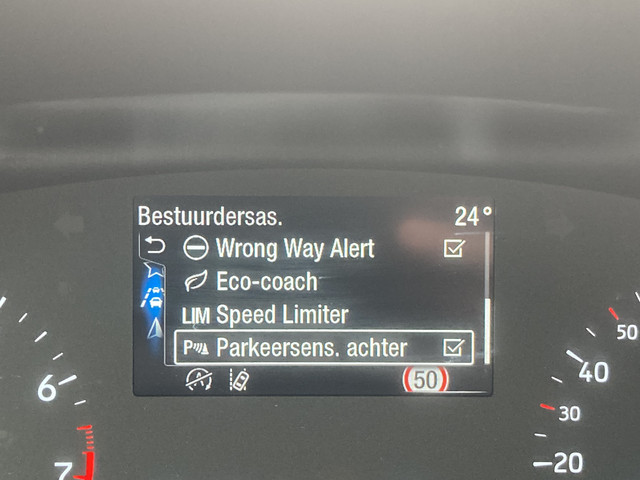 Bestuurdersas. 24°
Wrong Way Alert
Eco-coach
LIM Speed Limiter
P Parkeersens. achter
A 50
6
7
50
40
30
20